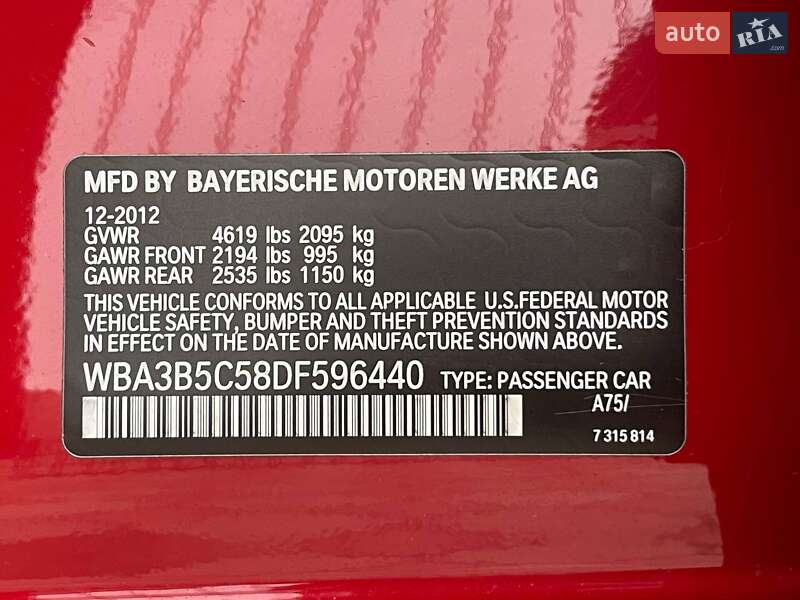 auto RIA
.com
MFD BY BAYERISCHE MOTOREN WERKE AG
12-2012
GVWR 4619 lbs 2095 kg
GAWR FRONT 2194 lbs 995 kg
GAWR REAR 2535 lbs 1150 kg
THIS VEHICLE CONFORMS TO ALL APPLICABLE U.S.FEDERAL MOTOR
VEHICLE SAFETY, BUMPER AND THEFT PREVENTION STANDARDS
IN EFFECT ON THE DATE OF MANUFACTURE SHOWN ABOVE.
WBA3B5C58DF596440 TYPE: PASSENGER CAR
A75/
7 315 814